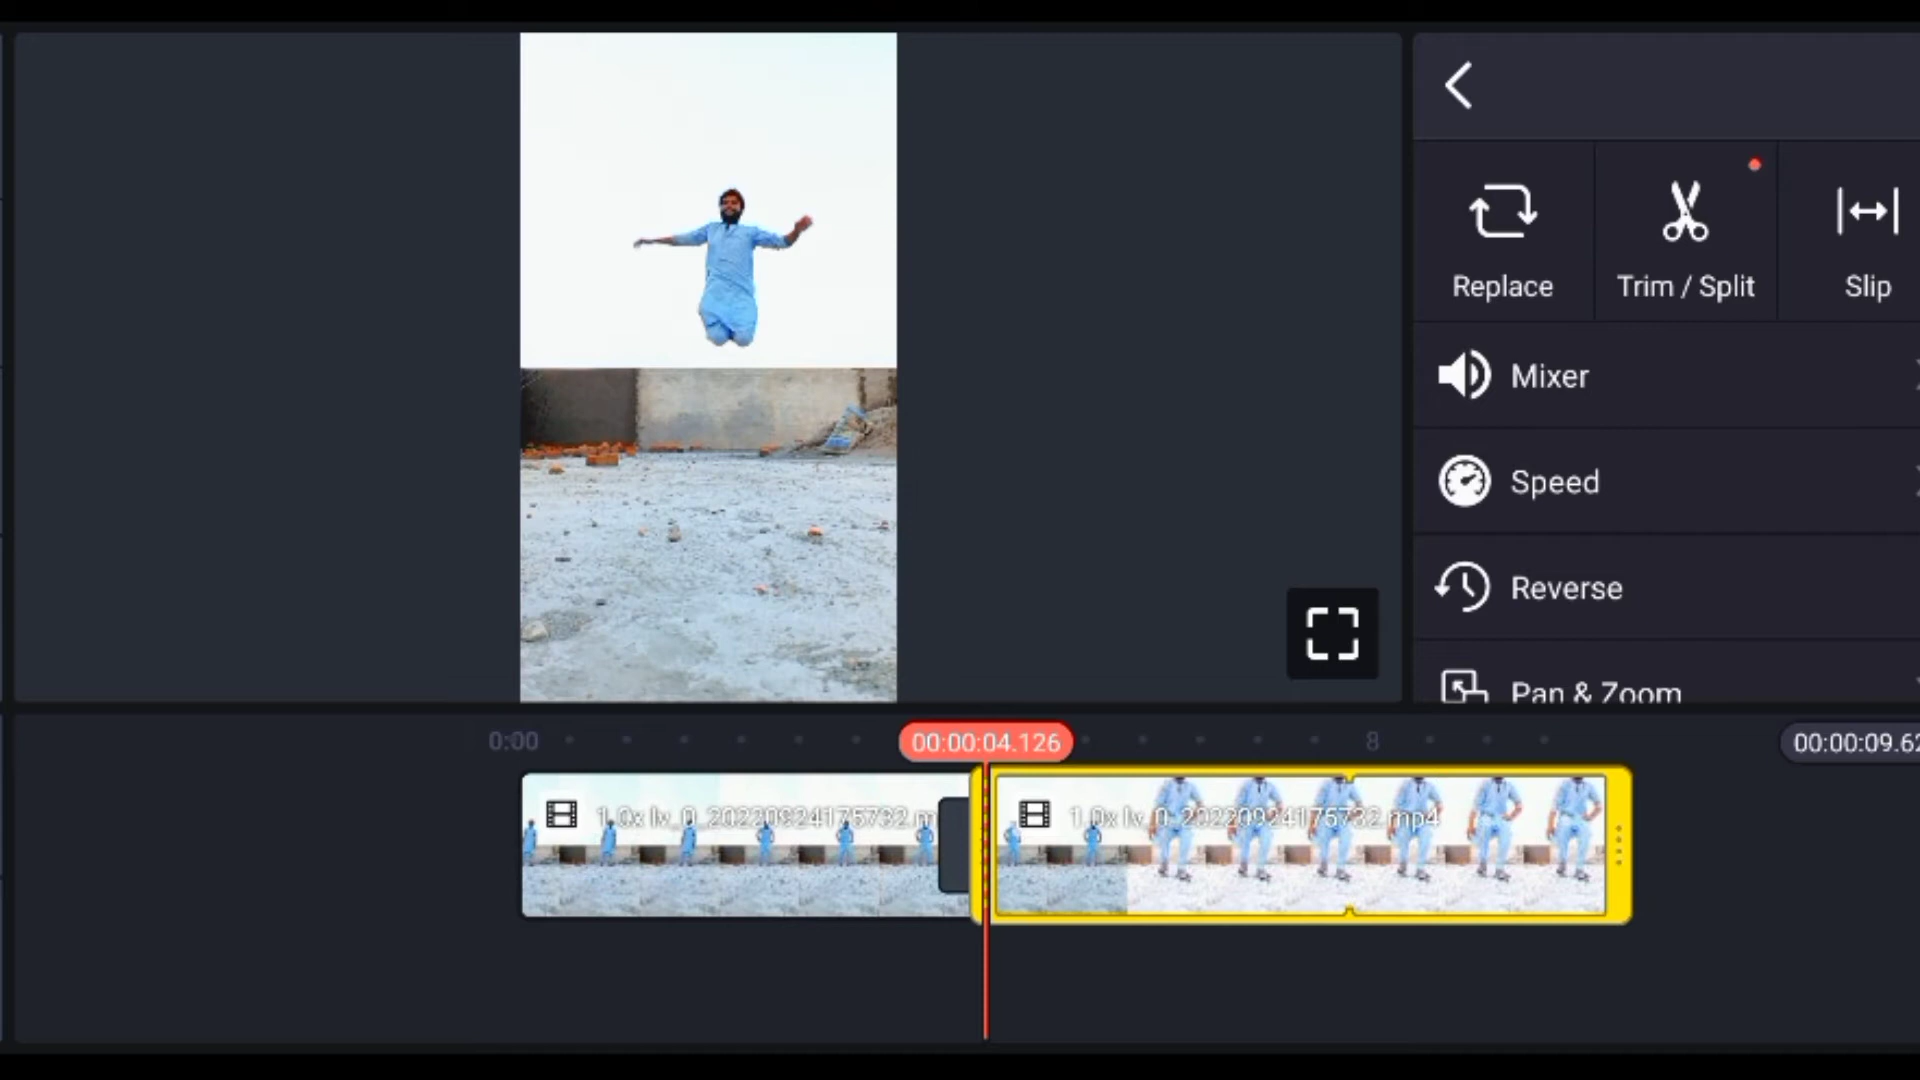 Replace
Trim / Split
Slip
Mixer
Speed
Reverse
Pan & Zoom
0:00
00:00:04.126
8
00:00:09.62
1.0x lv_0_20220924175732.m
1.0x lv_0_20220924175732.mp4